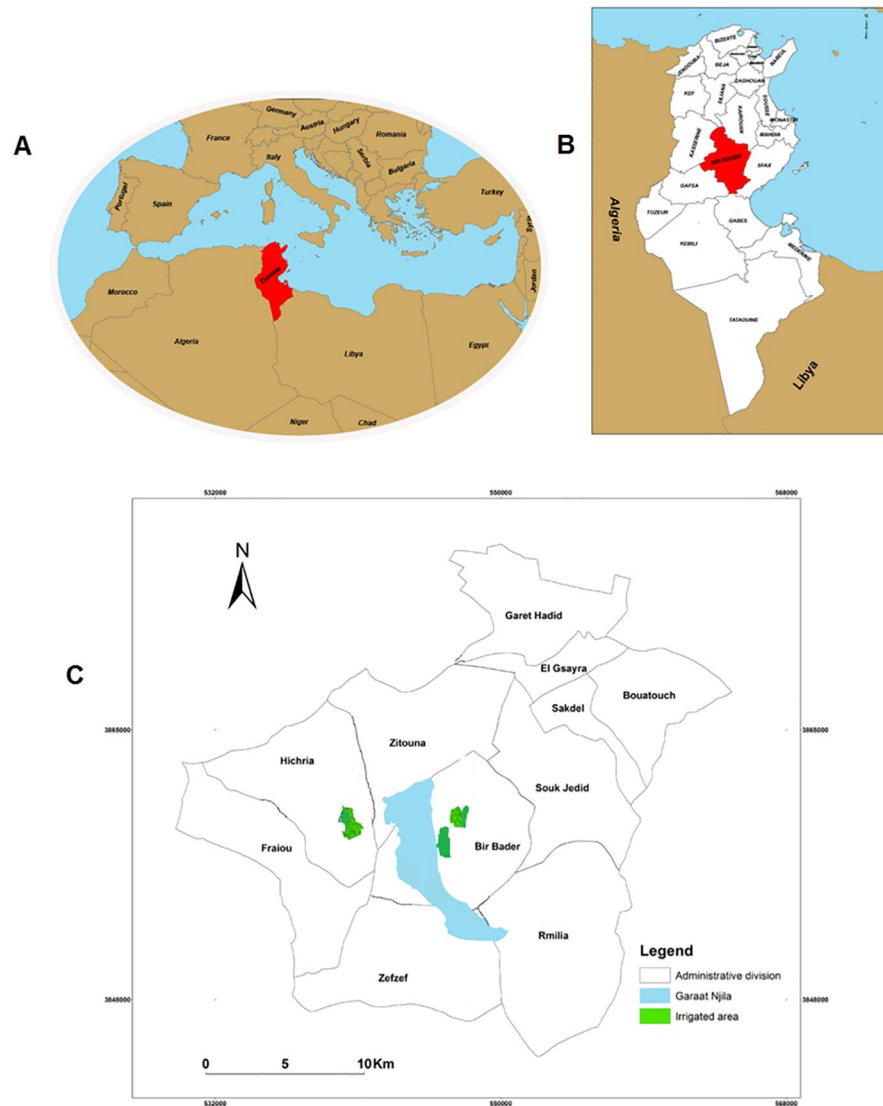 A
Germany
France
Austria
Hungary
Romania
Italy
Serbia
Bulgaria
Portugal
Spain
Turkey
Syria
Tunisia
Morocco
Jordan
Algeria
Libya
Egypt
Niger
Chad
B
BIZERTE
NABEUL
JENDOUBA
BEJA
ZAGHOUAN
KEF
SILIANA
SOUSSE
KAIROUAN
MONASTIR
MAHDIA
KASSERINE
SFAX
GAFSA
TOZEUR
GABES
KEBILI
MEDENINE
TATAOUINE
Algeria
Libya
C
532000
550000
568000
N
Garet Hadid
El Gsayra
Bouatouch
Sakdel
3865000
3865000
Zitouna
Hichria
Souk Jedid
Fraiou
Bir Bader
Rmilia
Zefzef
Legend
Administrative division
Garaat Njila
Irrigated area
3848000
3848000
0 5 10Km
532000
550000
568000